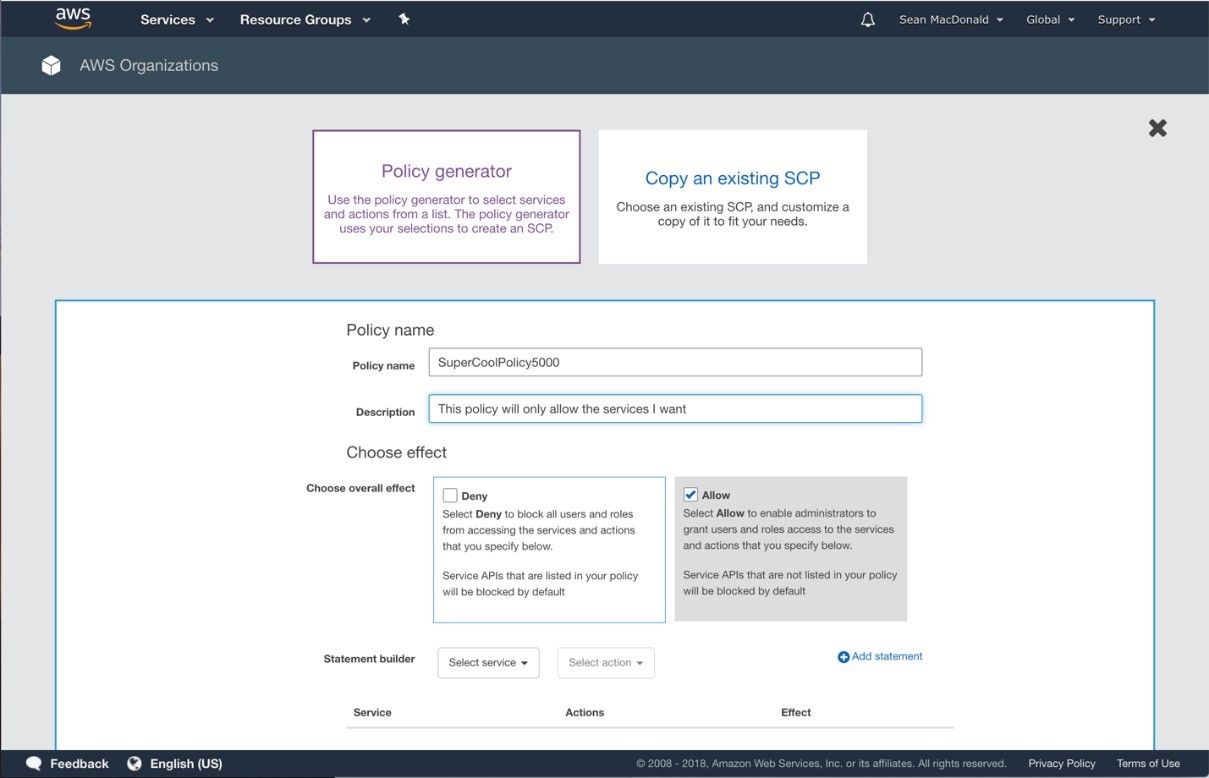 aws Services Resource Groups Sean MacDonald Global Support
AWS Organizations
Policy generator
Use the policy generator to select services
and actions from a list. The policy generator
uses your selections to create an SCP.
Copy an existing SCP
Choose an existing SCP, and customize a
copy of it to fit your needs.
Policy name
Policy name SuperCoolPolicy5000
Description This policy will only allow the services I want
Choose effect
Choose overall effect
Deny
Select Deny to block all users and roles
from accessing the services and actions
that you specify below.
Service APIs that are listed in your policy
will be blocked by default
Allow
Select Allow to enable administrators to
grant users and roles access to the services
and actions that you specify below.
Service APIs that are not listed in your policy
will be blocked by default
Statement builder Select service Select action Add statement
Service Actions Effect
Feedback English (US) © 2008 - 2018, Amazon Web Services, Inc. or its affiliates. All rights reserved. Privacy Policy Terms of Use